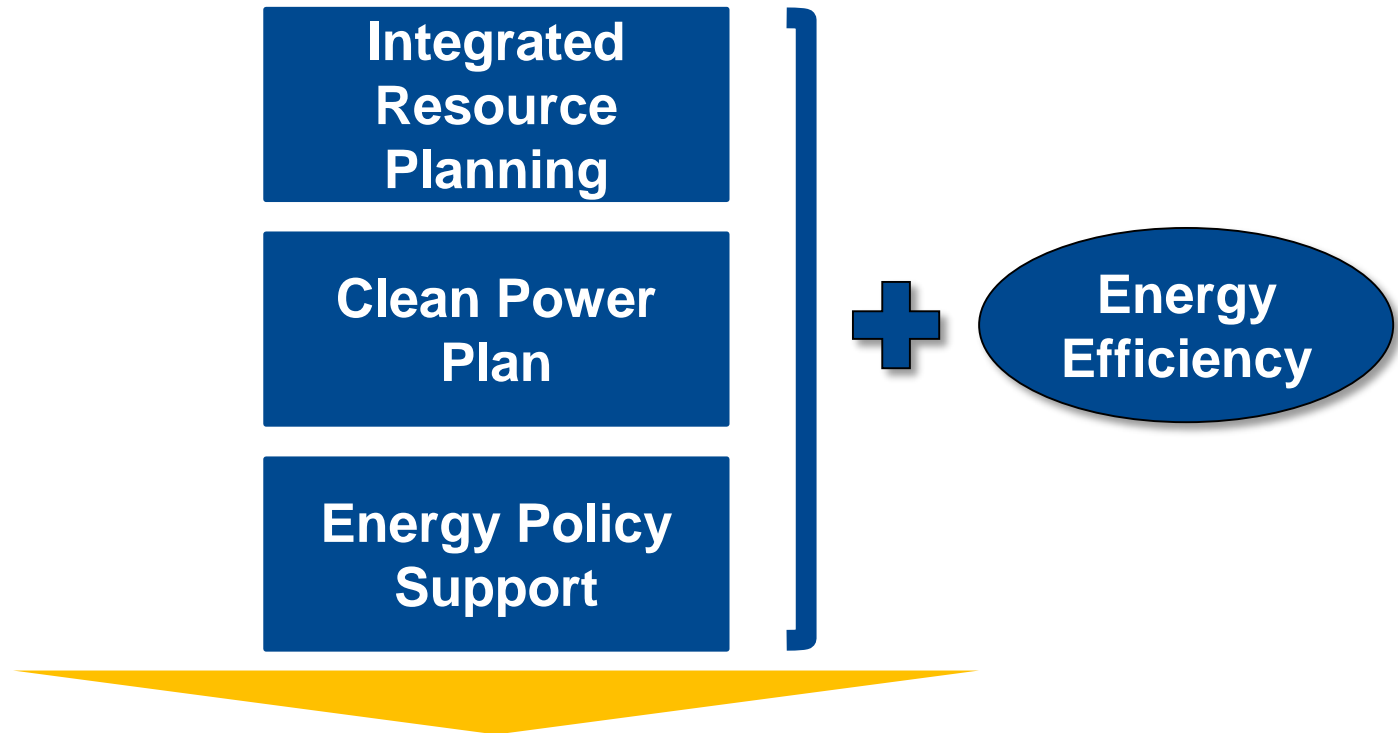 Integrated
Resource
Planning
Clean Power
Plan
Energy Policy
Support
Energy
Efficiency